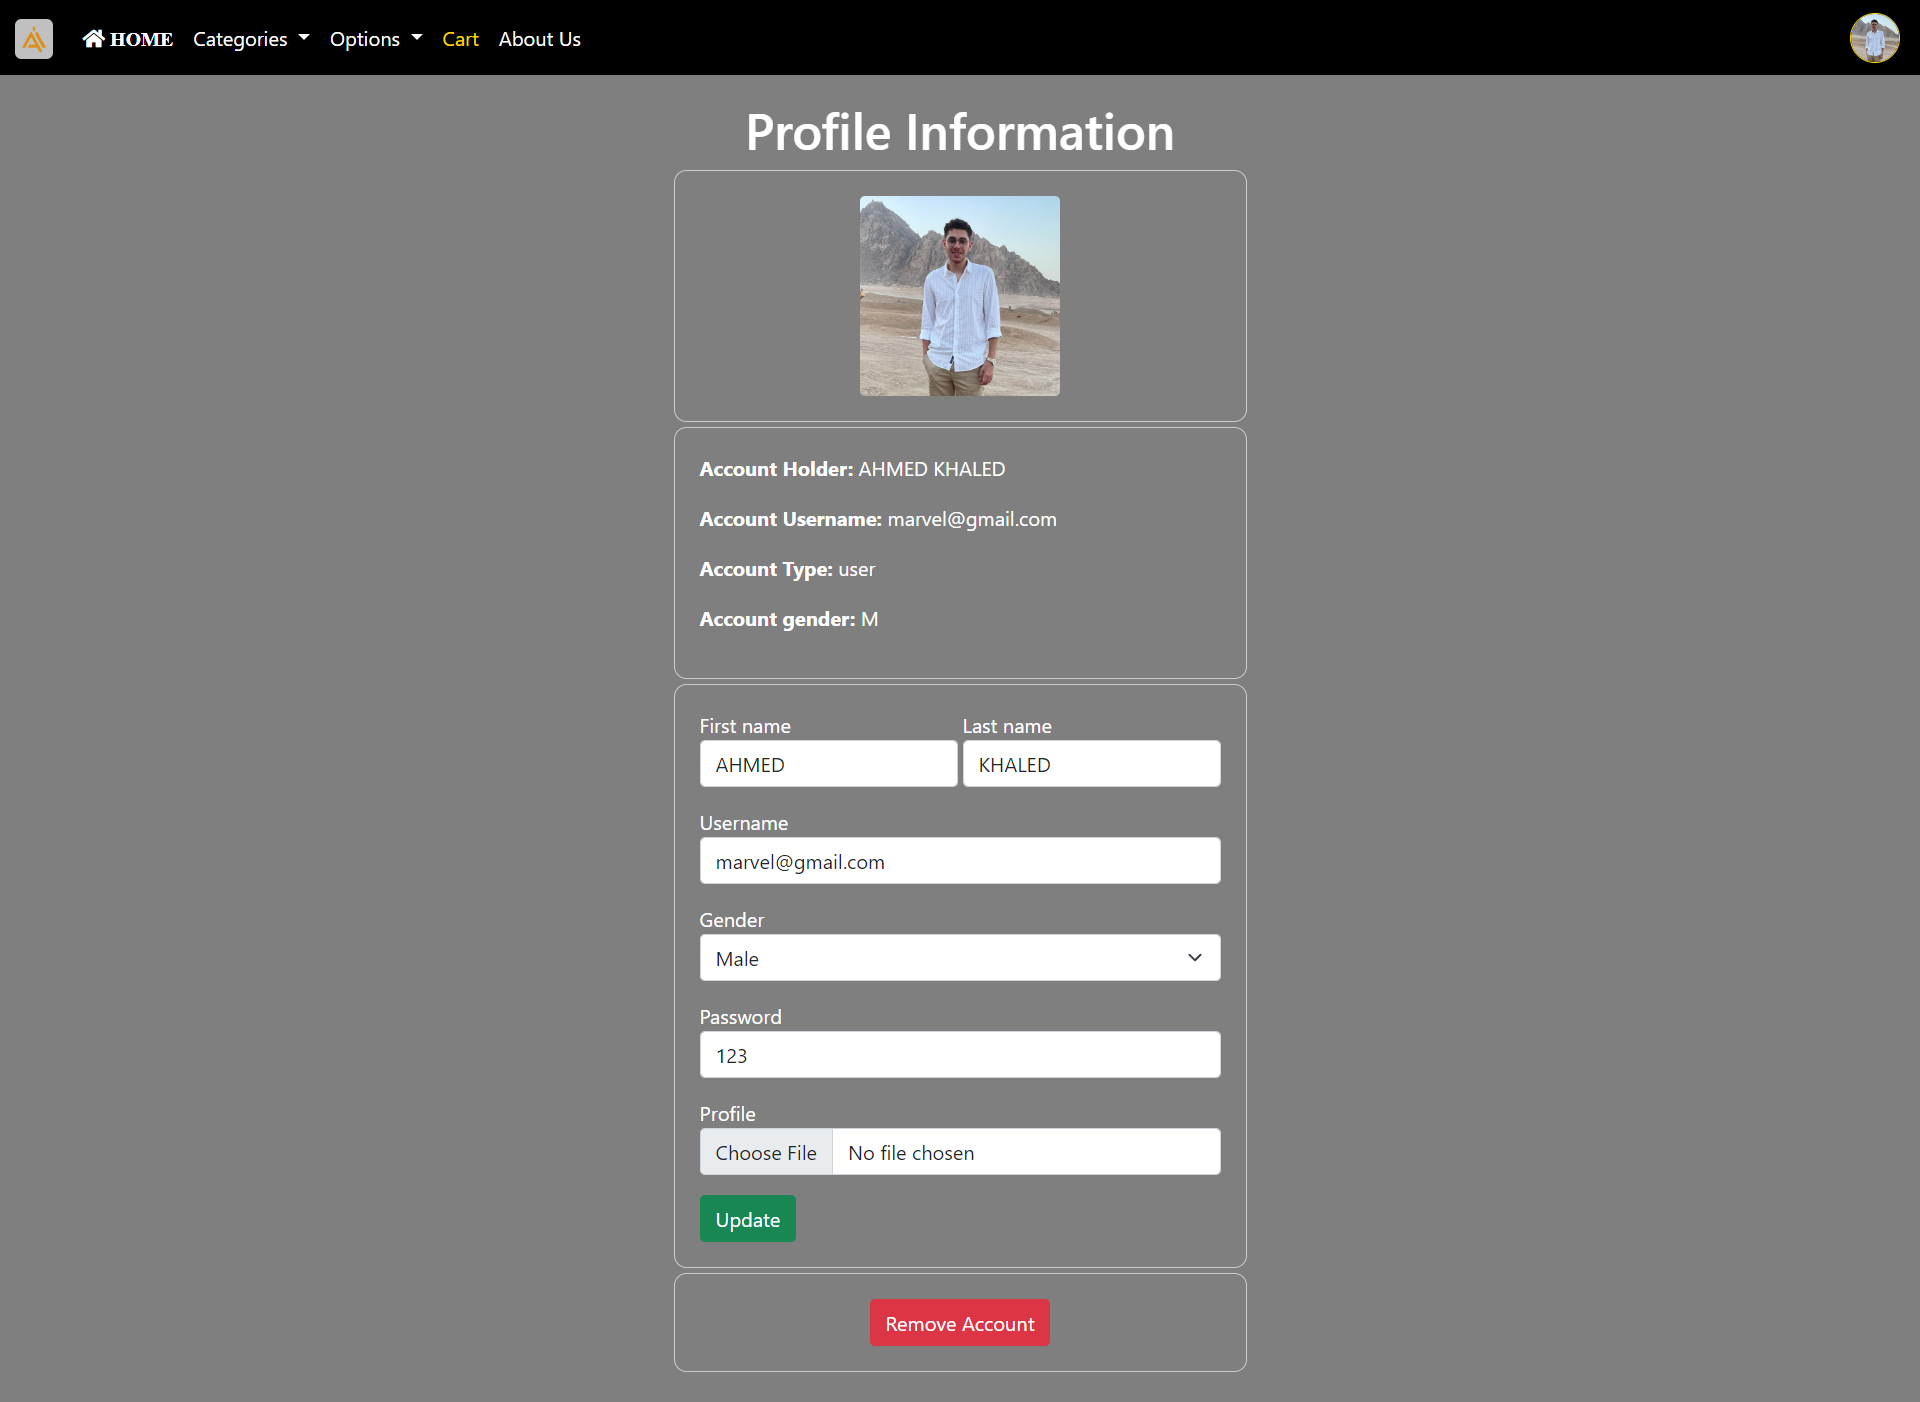 HOME Categories Options Cart About Us
Profile Information
Account Holder: AHMED KHALED
Account Username: marvel@gmail.com
Account Type: user
Account gender: M
First name Last name
AHMED KHALED
Username
marvel@gmail.com
Gender
Male
Password
123
Profile
Choose File No file chosen
Update
Remove Account